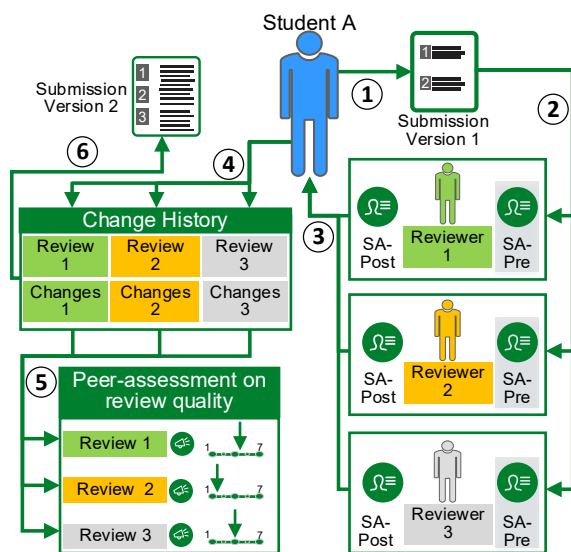 Student A
1
1
2
2
Submission
Version 1
1
2
3
Submission
Version 2
6
4
3
SA-
Post
Reviewer
1
SA-
Pre
Change History
Review
1
Review
2
Review
3
Changes
1
Changes
2
Changes
3
SA-
Post
Reviewer
2
SA-
Pre
5
Peer-assessment on
review quality
Review 1
1
7
Review 2
1
7
Review 3
1
7
SA-
Post
Reviewer
3
SA-
Pre